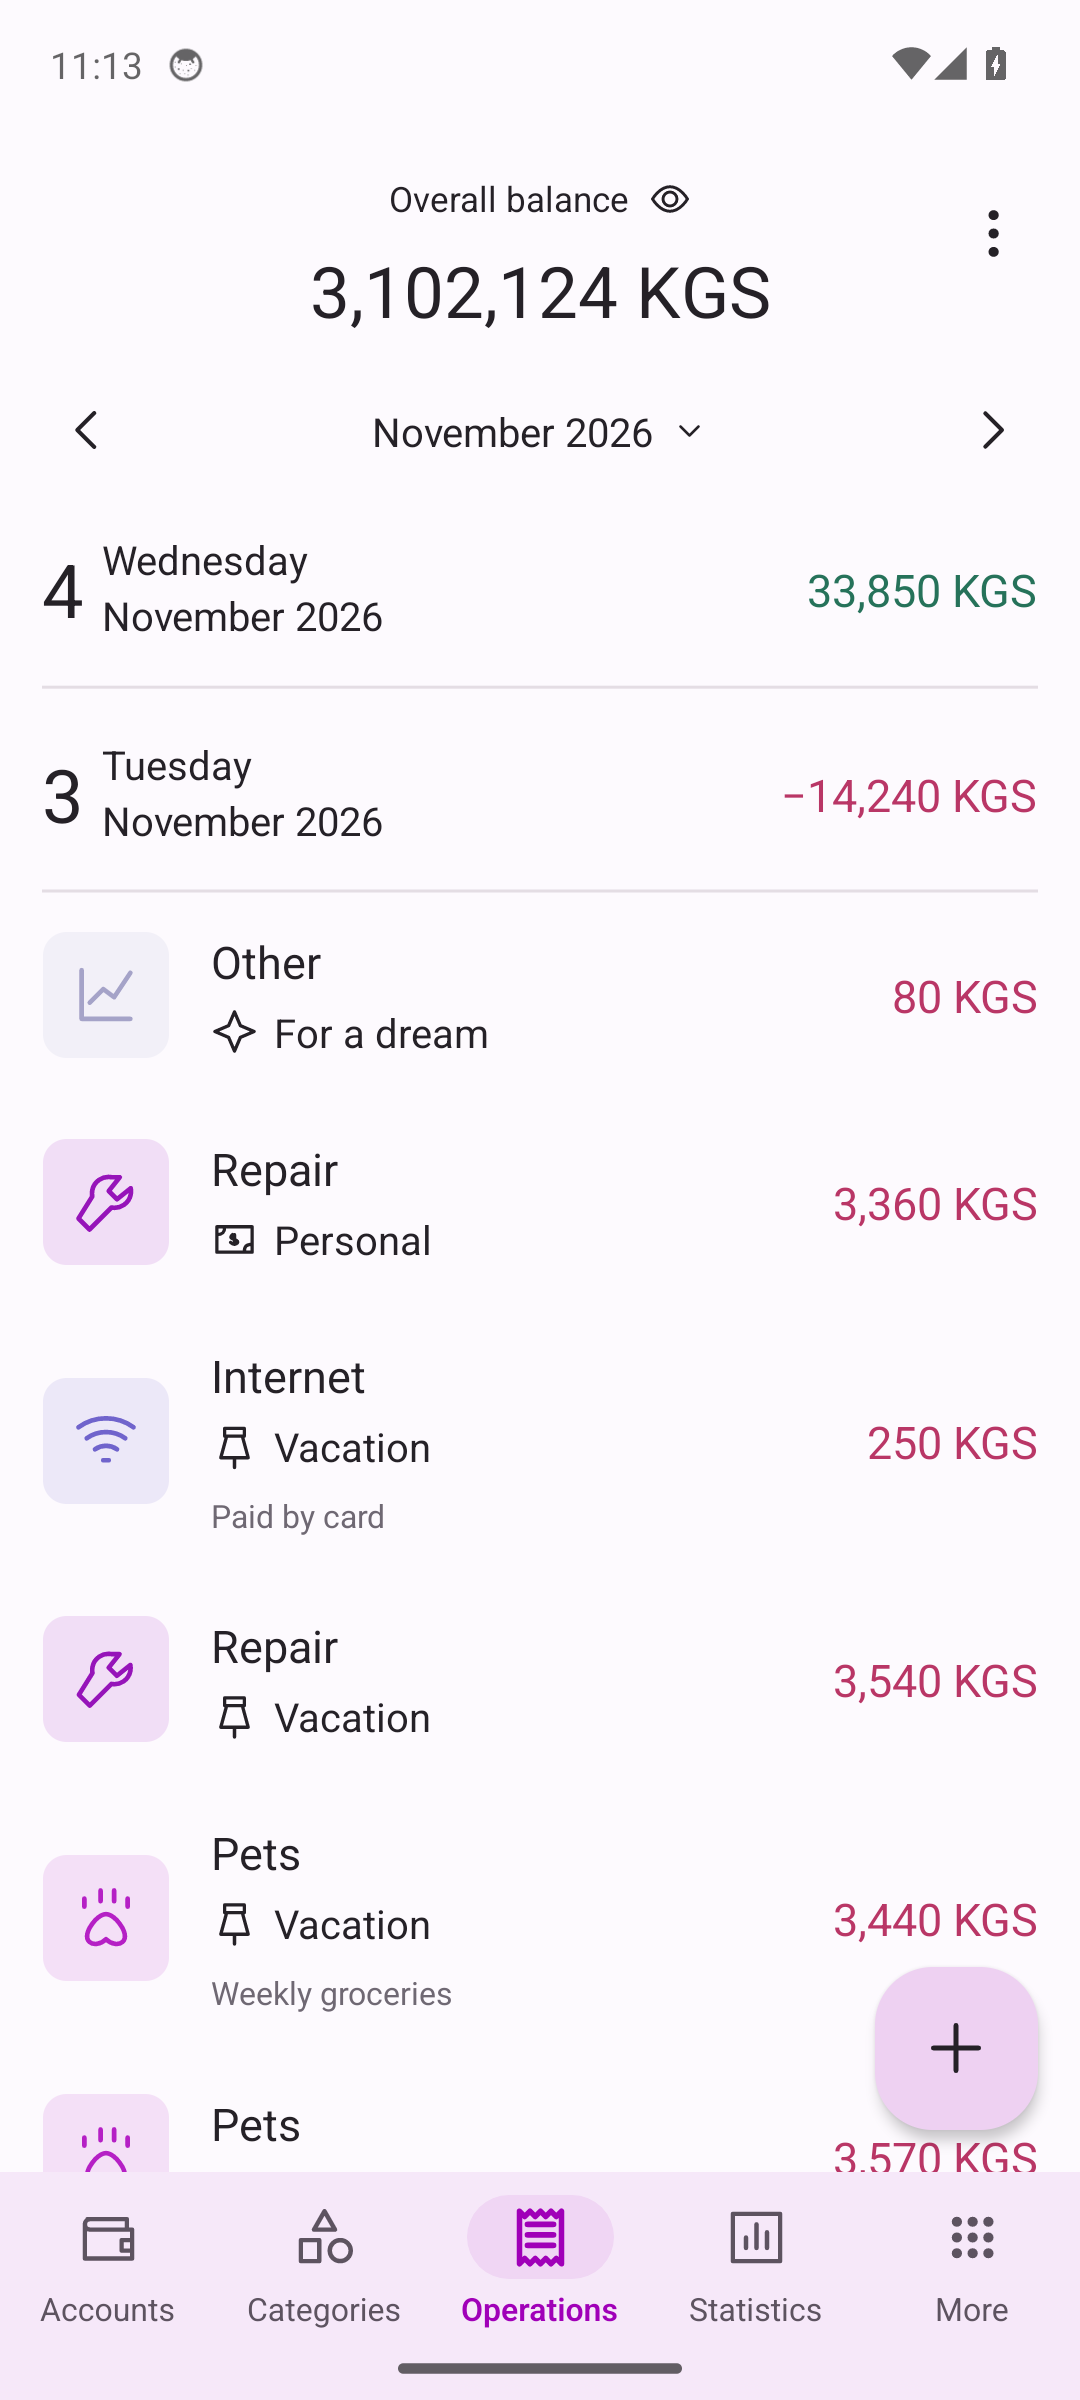 11:13
Overall balance
3,102,124 KGS
November 2026
4
Wednesday
November 2026
33,850 KGS
3
Tuesday
November 2026
−14,240 KGS
Other
For a dream
80 KGS
Repair
Personal
3,360 KGS
Internet
Vacation
Paid by card
250 KGS
Repair
Vacation
3,540 KGS
Pets
Vacation
Weekly groceries
3,440 KGS
Pets
3,570 KGS
Accounts
Categories
Operations
Statistics
More